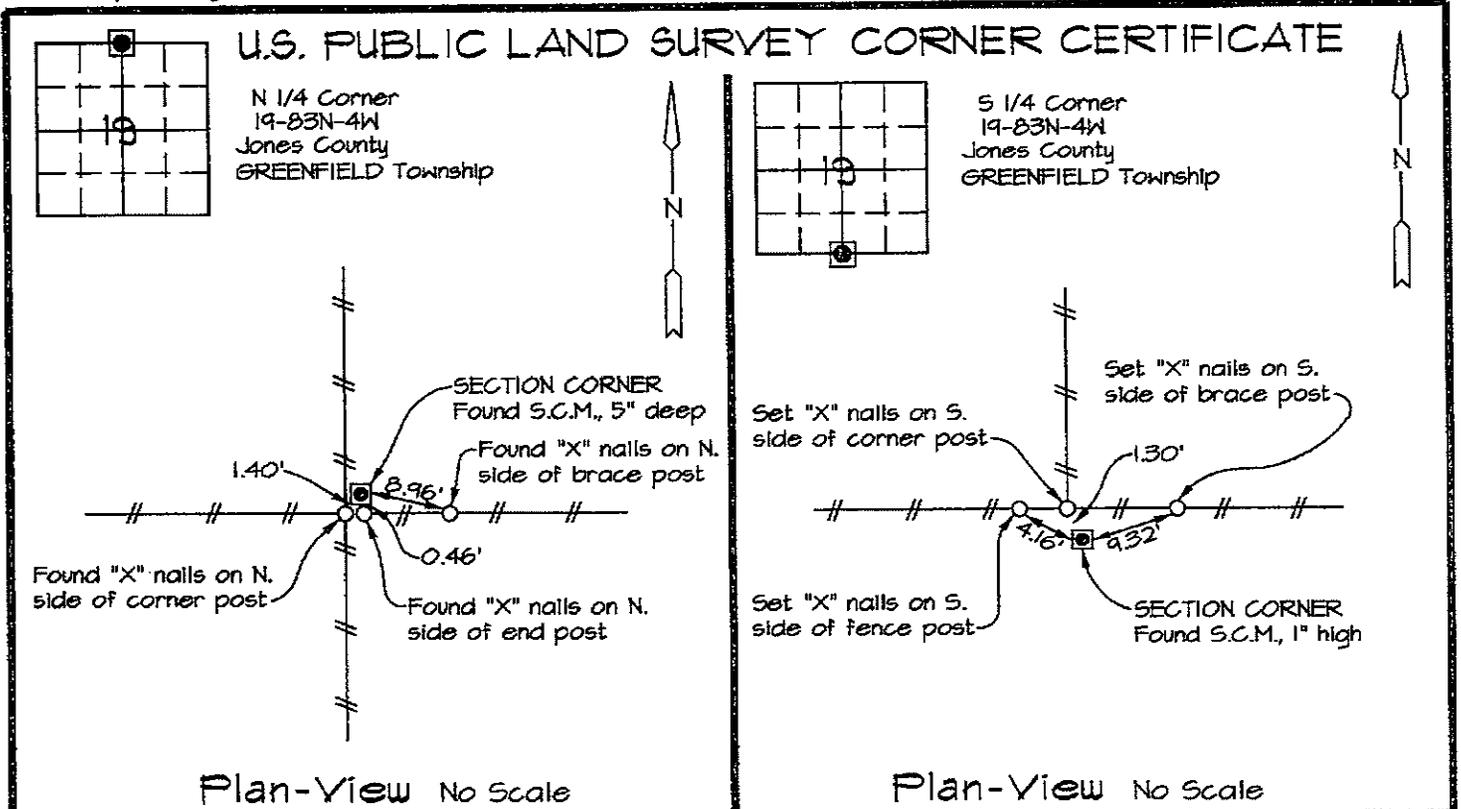 U.S. PUBLIC LAND SURVEY CORNER CERTIFICATE
19
N 1/4 Corner
19-83N-4W
Jones County
GREENFIELD Township
N
SECTION CORNER
Found S.C.M., 5" deep
Found "X" nails on N.
side of brace post
1.40'
8.96'
0.46'
Found "X" nails on N.
side of corner post
Found "X" nails on N.
side of end post
Plan-View No Scale
19
S 1/4 Corner
19-83N-4W
Jones County
GREENFIELD Township
N
Set "X" nails on S.
side of brace post
Set "X" nails on S.
side of corner post
1.30'
4.16'
9.32'
Set "X" nails on S.
side of fence post
SECTION CORNER
Found S.C.M., 1" high
Plan-View No Scale